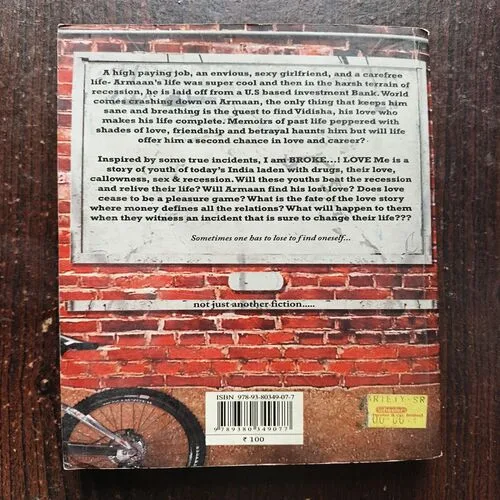 A high paying job, an envious, sexy girlfriend, and a carefree
life- Armaan's life was super cool and then in the harsh terrain of
recession, he is laid off from a U.S based investment Bank. World
comes crashing down on Armaan, the only thing that keeps him
sane and breathing is the quest to find Vidisha, his love who
makes his life complete. Memoirs of past life peppered with
shades of love, friendship and betrayal haunts him but will life
offer him a second chance in love and career?
Inspired by some true incidents, I am BROKE...! LOVE Me is a
story of youth of today's India laden with drugs, their love,
callowness, sex & recession. Will these youths beat the recession
and relive their life? Will Armaan find his lost love? Does love
cease to be a pleasure game? What is the fate of the love story
where money defines all the relations? What will happen to them
when they witness an incident that is sure to change their life???
Sometimes one has to lose to find oneself...
not just another fiction.....
ISBN 978-93-80349-07-7
9789380349077
₹ 100
ARIETY-SR